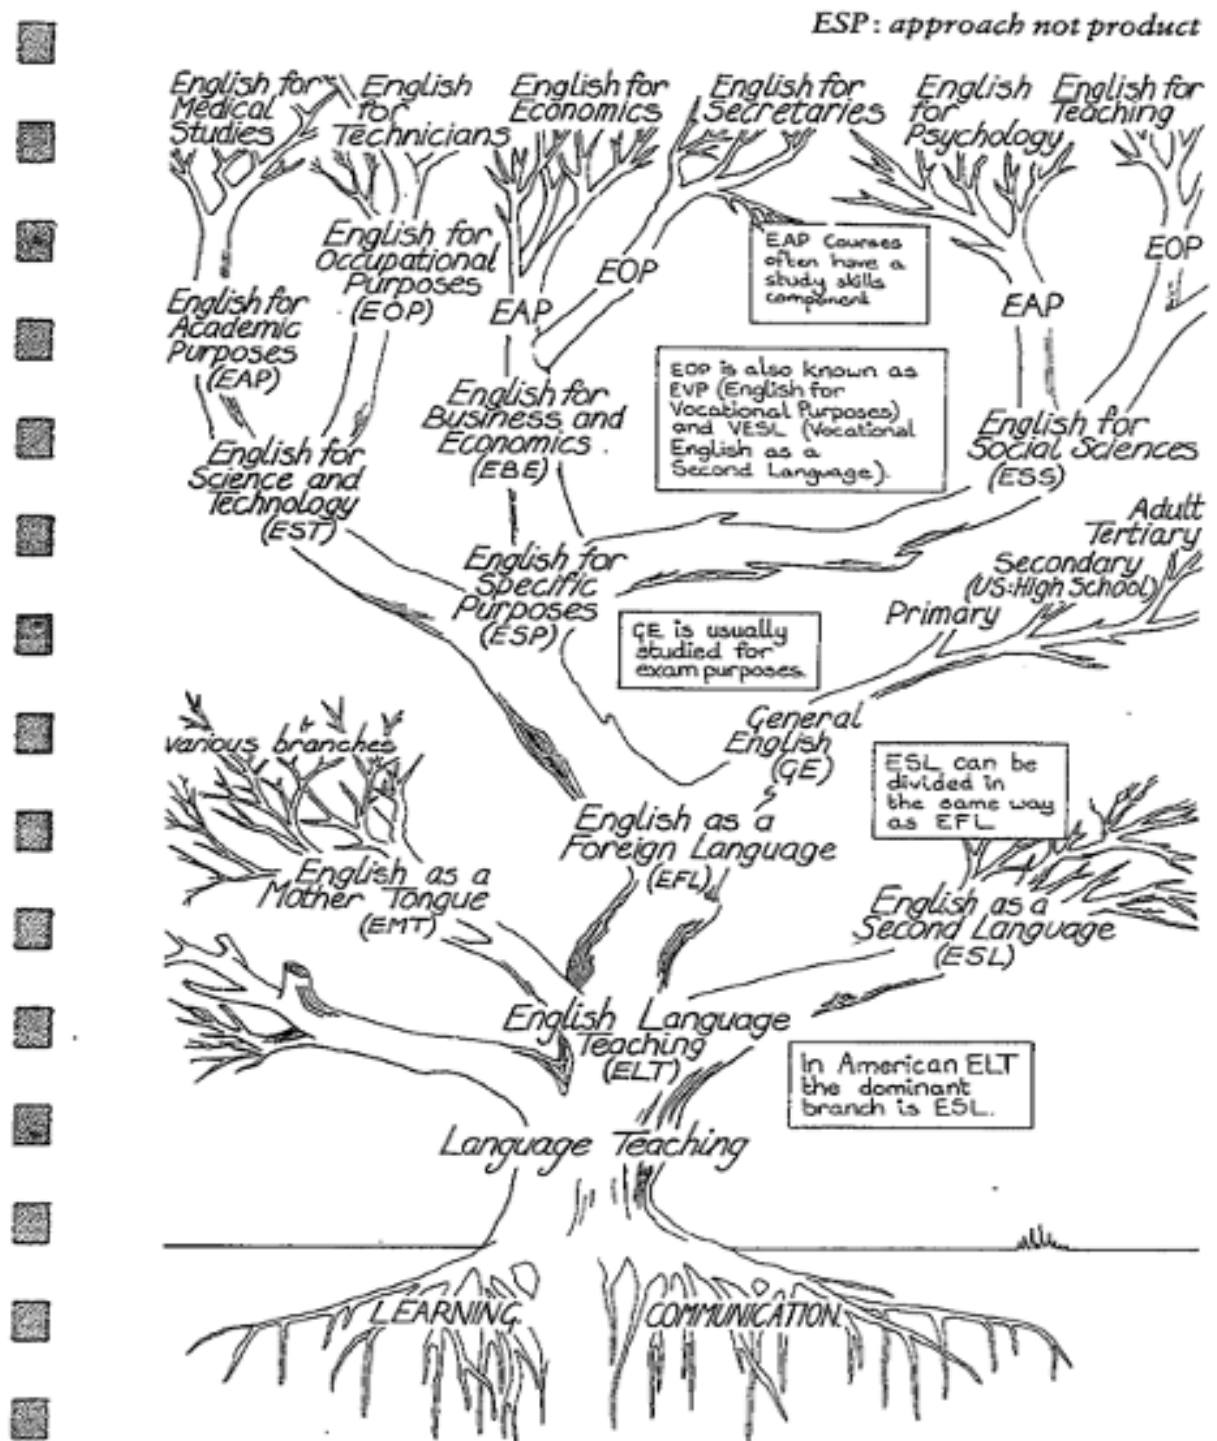 ESP: approach not product
English for
Medical
Studies
English
for
Technicians
English for
Economics
English for
Secretaries
English
for
Psychology
English for
Teaching
English for
Occupational
Purposes
(EOP)
EAP Courses
often have a
study skills
component
EOP
EOP
English for
Academic
Purposes
(EAP)
EAP
EAP
EOP is also known as
EVP (English for
Vocational Purposes)
and VESL (Vocational
English as a
Second Language).
English for
Business and
Economics
(EBE)
English for
Social Sciences
(ESS)
English for
Science and
Technology
(EST)
Adult
Tertiary
Secondary
(US:High School)
Primary
English for
Specific
Purposes
(ESP)
GE is usually
studied for
exam purposes.
General
English
(GE)
various branches
ESL can be
divided in
the same way
as EFL.
English as a
Foreign Language
(EFL)
English as a
Mother Tongue
(EMT)
English as a
Second Language
(ESL)
English Language
Teaching
(ELT)
In American ELT
the dominant
branch is ESL.
Language Teaching
LEARNING.
COMMUNICATION.